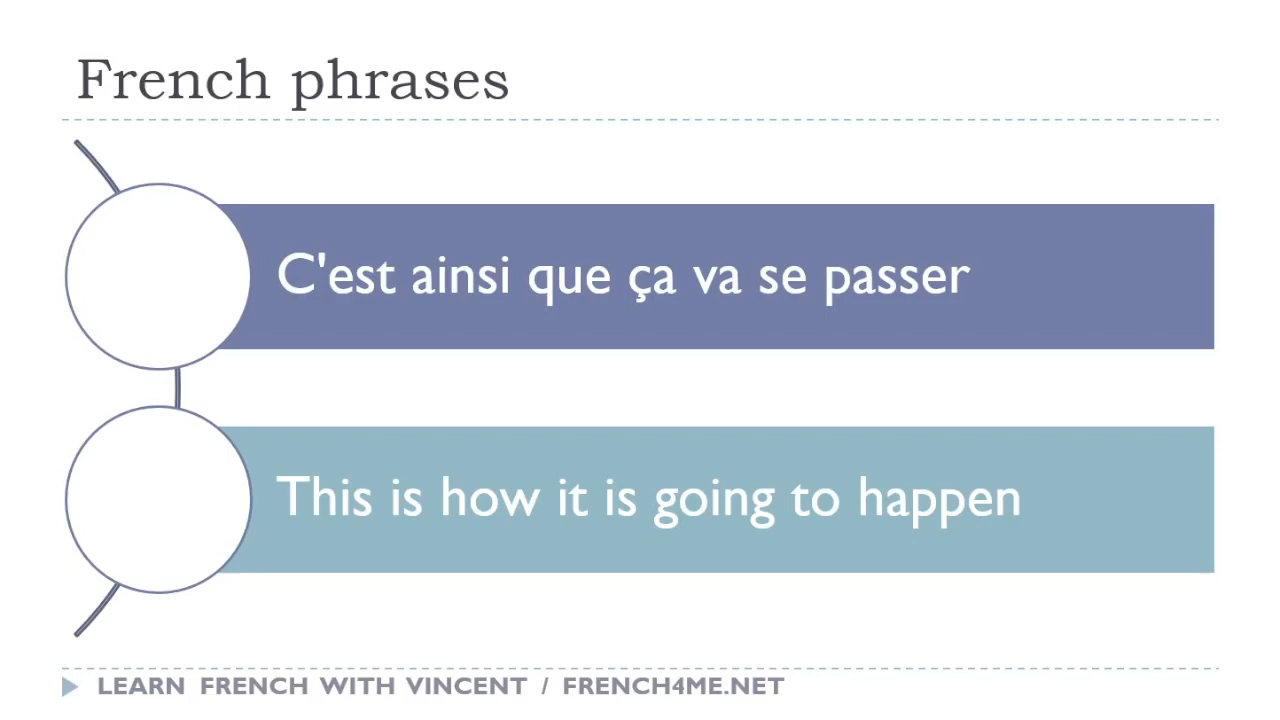 French phrases
C'est ainsi que ça va se passer
This is how it is going to happen
LEARN FRENCH WITH VINCENT / FRENCH4ME.NET